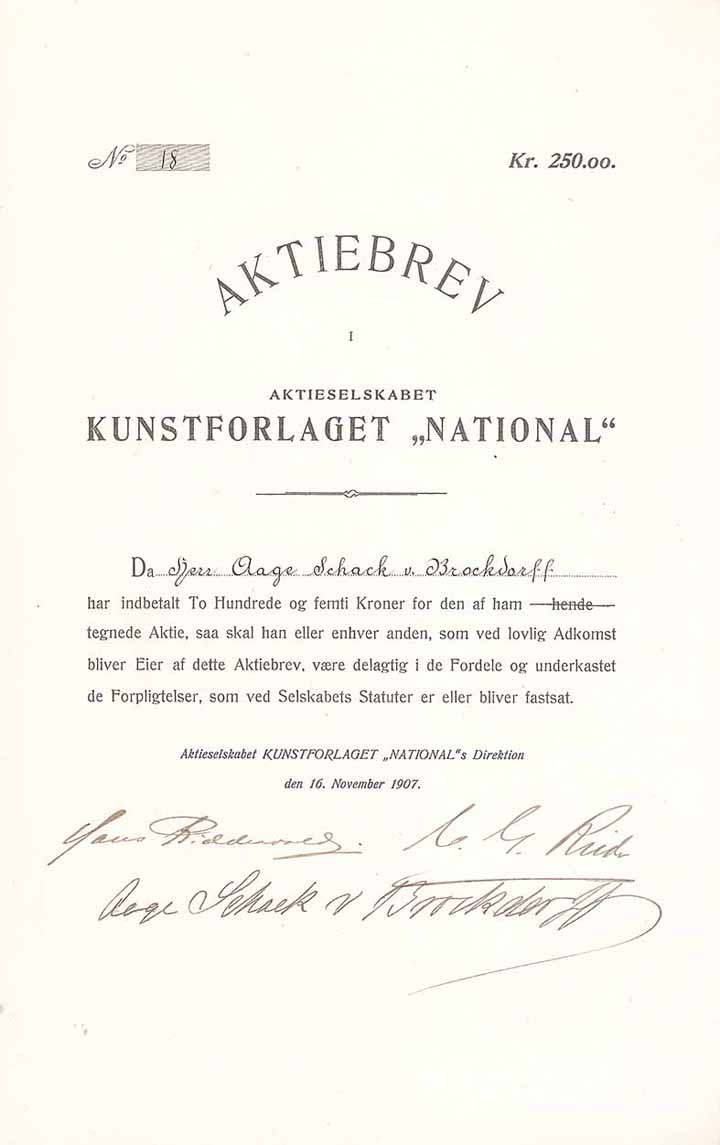 No 18 Kr. 250.00.
AKTIEBREV
I
AKTIESELSKABET
KUNSTFORLAGET „NATIONAL“
Da Herr Aage Schack v. Brockdorff
har indbetalt To Hundrede og femti Kroner for den af ham hende
tegnede Aktie, saa skal han eller enhver anden, som ved lovlig Adkomst
bliver Eier af dette Aktiebrev, være delagtig i de Fordele og underkastet
de Forpligtelser, som ved Selskabets Statuter er eller bliver fastsat.
Aktieselskabet KUNSTFORLAGET „NATIONAL“s Direktion
den 16. November 1907.
Hans
Aage Schack v Brockdorff